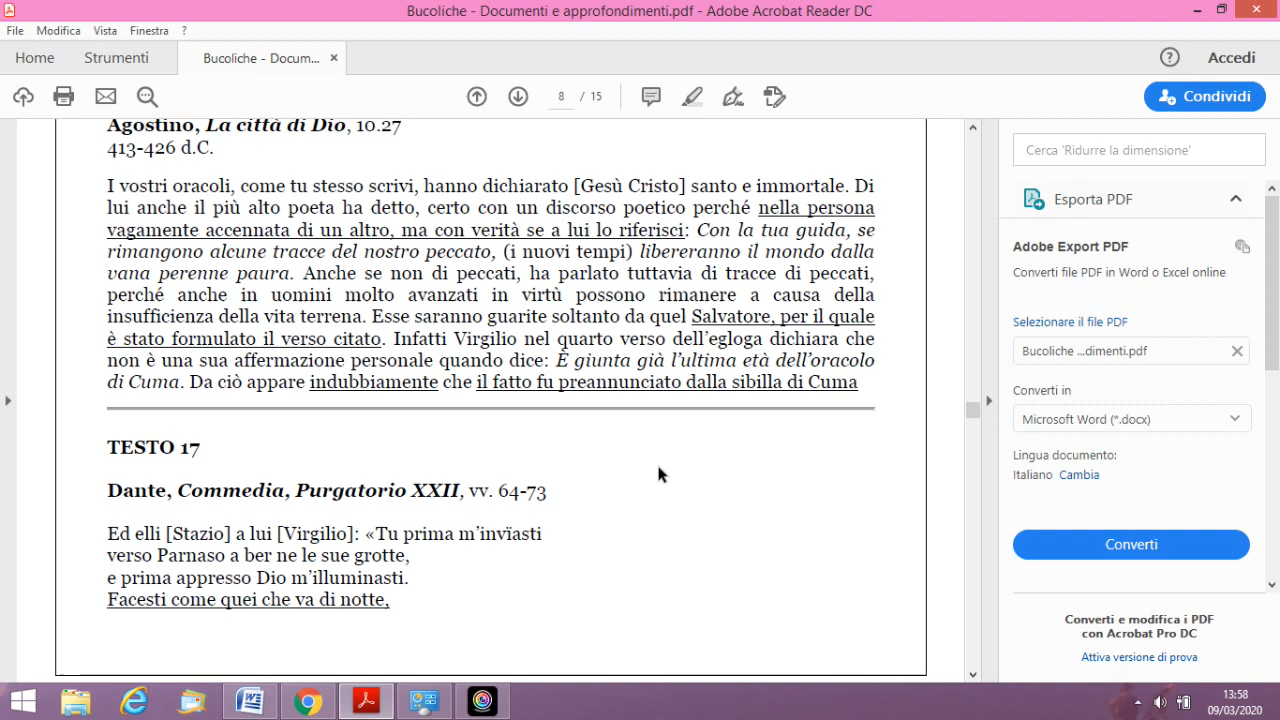 Bucoliche - Documenti e approfondimenti.pdf - Adobe Acrobat Reader DC
File Modifica Vista Finestra ?
Home Strumenti Bucoliche - Docum... × Accedi
8 / 15 Condividi
Agostino, La città di Dio, 10.27
413-426 d.C.
I vostri oracoli, come tu stesso scrivi, hanno dichiarato [Gesù Cristo] santo e immortale. Di
lui anche il più alto poeta ha detto, certo con un discorso poetico perché nella persona
vagamente accennata di un altro, ma con verità se a lui lo riferisci: Con la tua guida, se
rimangono alcune tracce del nostro peccato, (i nuovi tempi) libereranno il mondo dalla
vana perenne paura. Anche se non di peccati, ha parlato tuttavia di tracce di peccati,
perché anche in uomini molto avanzati in virtù possono rimanere a causa della
insufficienza della vita terrena. Esse saranno guarite soltanto da quel Salvatore, per il quale
è stato formulato il verso citato. Infatti Virgilio nel quarto verso dell'egloga dichiara che
non è una sua affermazione personale quando dice: È giunta già l'ultima età dell'oracolo
di Cuma. Da ciò appare indubbiamente che il fatto fu preannunciato dalla sibilla di Cuma
TESTO 17
Dante, Commedia, Purgatorio XXII, vv. 64-73
Ed elli [Stazio] a lui [Virgilio]: «Tu prima m'invïasti
verso Parnaso a ber ne le sue grotte,
e prima appresso Dio m'illuminasti.
Facesti come quei che va di notte,
Cerca 'Ridurre la dimensione'
Esporta PDF
Adobe Export PDF
Converti file PDF in Word o Excel online
Selezionare il file PDF
Bucoliche ...dimenti.pdf
Converti in
Microsoft Word (*.docx)
Lingua documento:
Italiano Cambia
Converti
Converti e modifica i PDF
con Acrobat Pro DC
Attiva versione di prova
13:58
09/03/2020